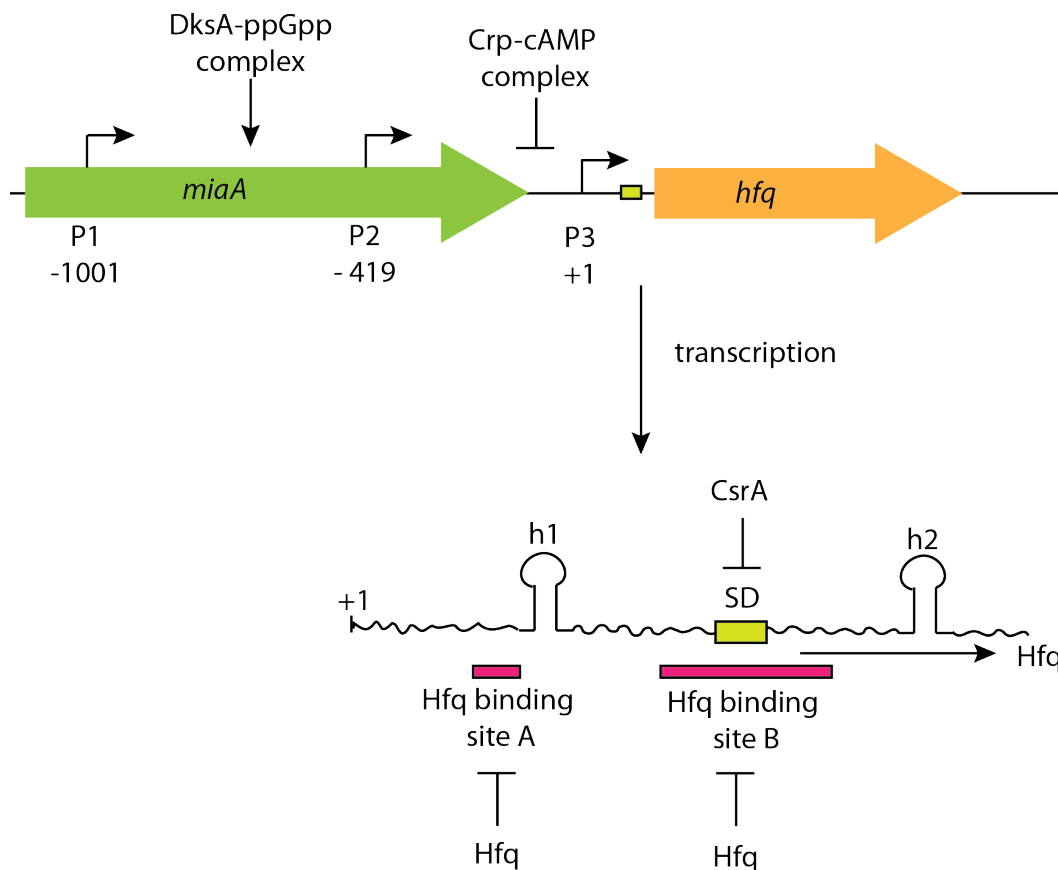 DksA-ppGpp
complex
Crp-cAMP
complex
miaA
hfq
P1
-1001
P2
- 419
P3
+1
transcription
CsrA
h1
h2
+1
SD
Hfq
Hfq binding
site A
Hfq binding
site B
Hfq
Hfq